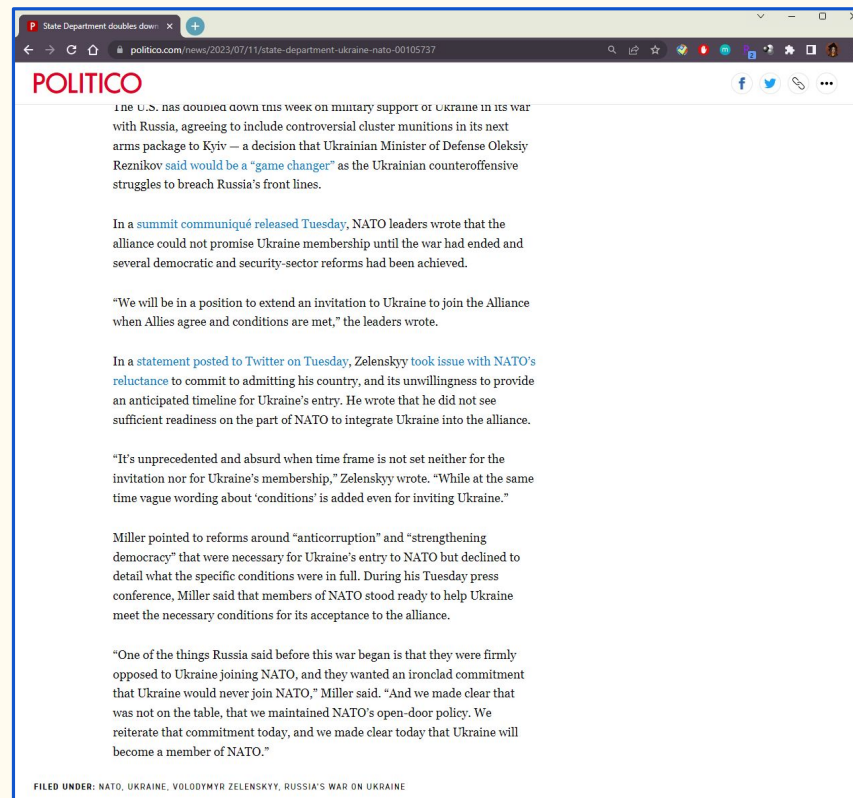 State Department doubles down
politico.com/news/2023/07/11/state-department-ukraine-nato-00105737
2
POLITICO
The U.S. has doubled down this week on military support of Ukraine in its war
with Russia, agreeing to include controversial cluster munitions in its next
arms package to Kyiv — a decision that Ukrainian Minister of Defense Oleksiy
Reznikov said would be a “game changer” as the Ukrainian counteroffensive
struggles to breach Russia’s front lines.
In a summit communiqué released Tuesday, NATO leaders wrote that the
alliance could not promise Ukraine membership until the war had ended and
several democratic and security-sector reforms had been achieved.
“We will be in a position to extend an invitation to Ukraine to join the Alliance
when Allies agree and conditions are met,” the leaders wrote.
In a statement posted to Twitter on Tuesday, Zelenskyy took issue with NATO’s
reluctance to commit to admitting his country, and its unwillingness to provide
an anticipated timeline for Ukraine’s entry. He wrote that he did not see
sufficient readiness on the part of NATO to integrate Ukraine into the alliance.
“It’s unprecedented and absurd when time frame is not set neither for the
invitation nor for Ukraine’s membership,” Zelenskyy wrote. “While at the same
time vague wording about ‘conditions’ is added even for inviting Ukraine.”
Miller pointed to reforms around “anticorruption” and “strengthening
democracy” that were necessary for Ukraine’s entry to NATO but declined to
detail what the specific conditions were in full. During his Tuesday press
conference, Miller said that members of NATO stood ready to help Ukraine
meet the necessary conditions for its acceptance to the alliance.
“One of the things Russia said before this war began is that they were firmly
opposed to Ukraine joining NATO, and they wanted an ironclad commitment
that Ukraine would never join NATO,” Miller said. “And we made clear that
was not on the table, that we maintained NATO’s open-door policy. We
reiterate that commitment today, and we made clear today that Ukraine will
become a member of NATO.”
FILED UNDER: NATO, UKRAINE, VOLODYMYR ZELENSKYY, RUSSIA’S WAR ON UKRAINE